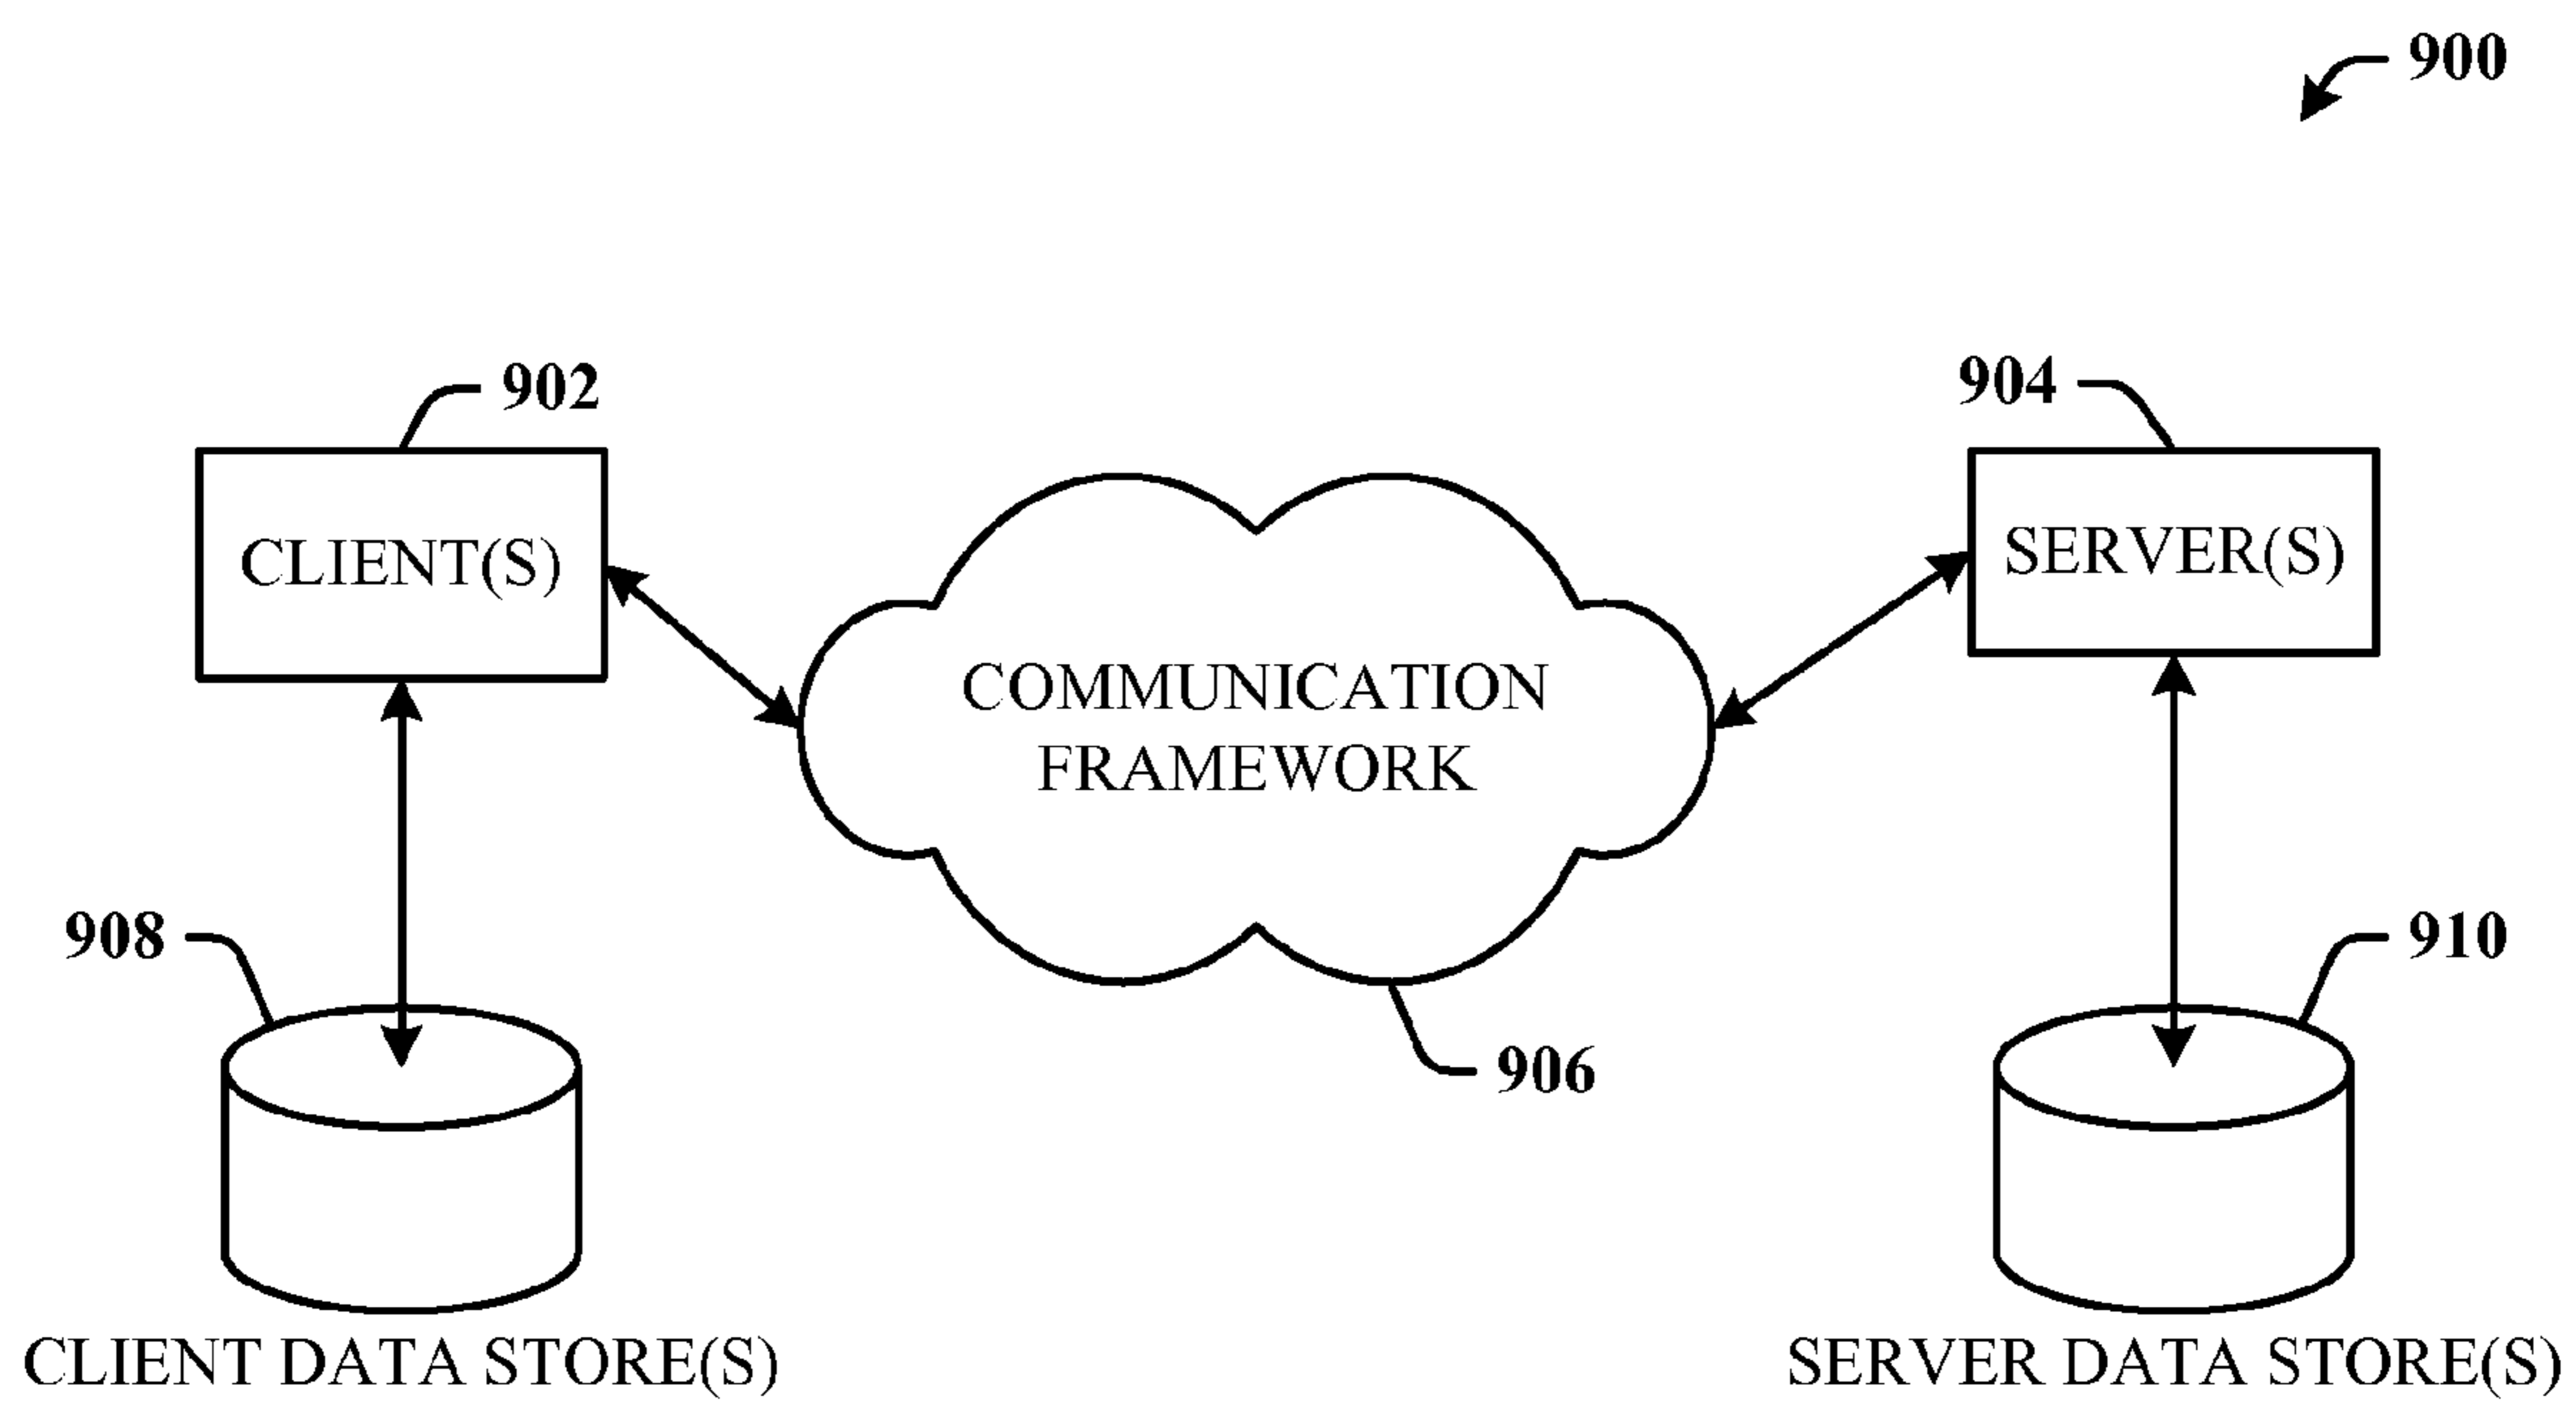 900
902
904
CLIENT(S)
SERVER(S)
COMMUNICATION
FRAMEWORK
908
910
906
CLIENT DATA STORE(S)
SERVER DATA STORE(S)